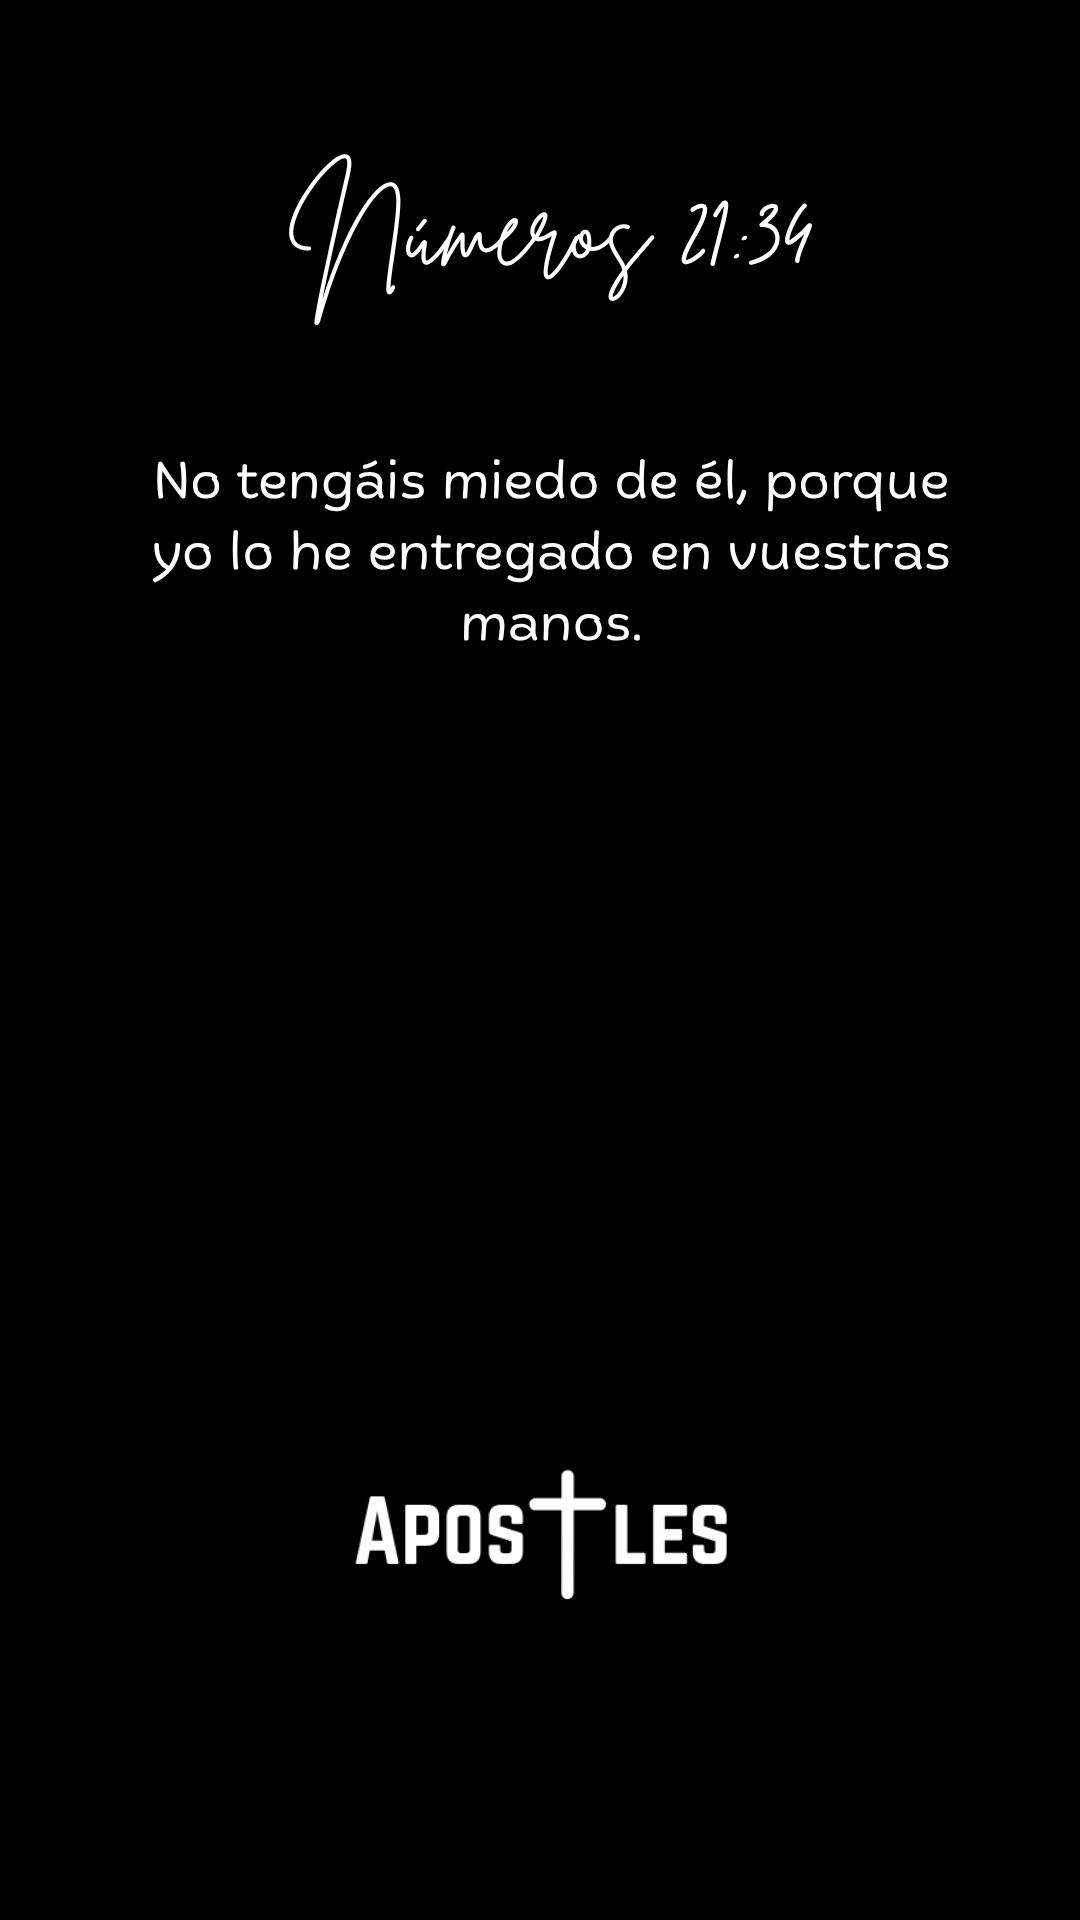 Números 21:34
No tengáis miedo de él, porque
yo lo he entregado en vuestras
manos.
APOSTLES